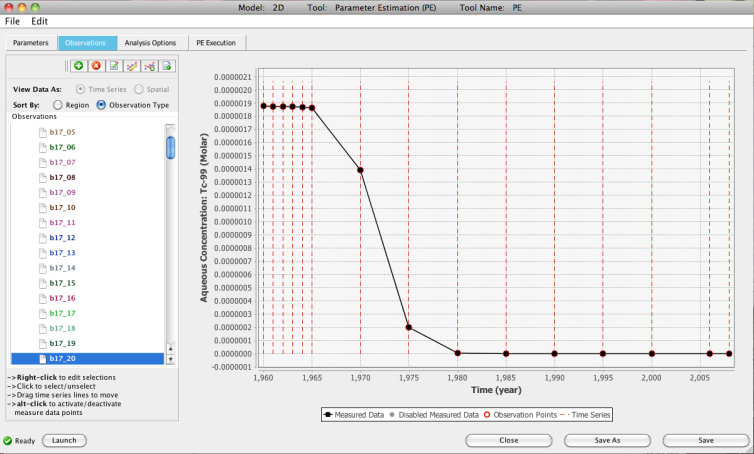 Model: 2D Tool: Parameter Estimation (PE) Tool Name: PE
File Edit
Parameters Observations Analysis Options PE Execution
View Data As: Time Series Spatial
Sort By: Region Observation Type
Observations
b17_05
b17_06
b17_07
b17_08
b17_09
b17_10
b17_11
b17_12
b17_13
b17_14
b17_15
b17_16
b17_17
b17_18
b17_19
b17_20
->Right-click to edit selections
->Click to select/unselect
->Drag time series lines to move
->alt-click to activate/deactivate
measure data points
Aqueous Concentration: Tc-99 (Molar)
0.0000021
0.0000020
0.0000019
0.0000018
0.0000017
0.0000016
0.0000015
0.0000014
0.0000013
0.0000012
0.0000011
0.0000010
0.0000009
0.0000008
0.0000007
0.0000006
0.0000005
0.0000004
0.0000003
0.0000002
0.0000001
0.0000000
-0.0000001
1,960 1,965 1,970 1,975 1,980 1,985 1,990 1,995 2,000 2,005
Time (year)
Measured Data Disabled Measured Data Observation Points Time Series
Ready Launch Close Save As Save